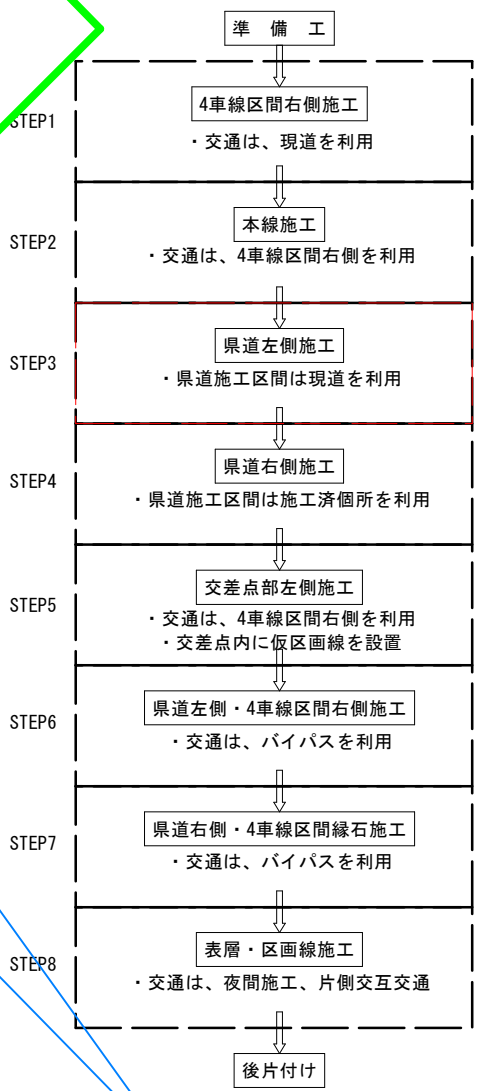 準 備 工
STEP1
4車線区間右側施工
・交通は、現道を利用
STEP2
本線施工
・交通は、4車線区間右側を利用
STEP3
県道左側施工
・県道施工区間は現道を利用
STEP4
県道右側施工
・県道施工区間は施工済個所を利用
STEP5
交差点部左側施工
・交通は、4車線区間右側を利用
・交差点内に仮区画線を設置
STEP6
県道左側・4車線区間右側施工
・交通は、バイパスを利用
STEP7
県道右側・4車線区間縁石施工
・交通は、バイパスを利用
STEP8
表層・区画線施工
・交通は、夜間施工、片側交互交通
後片付け